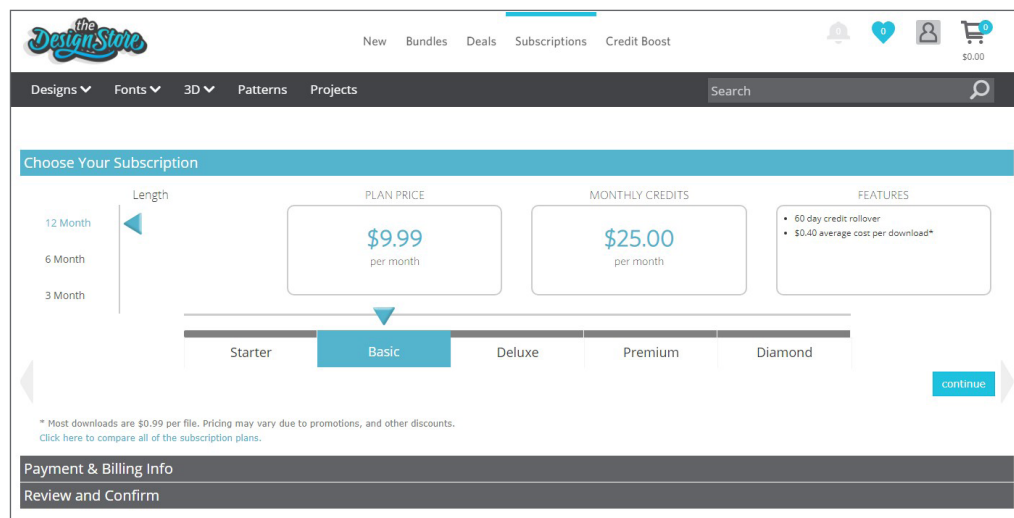 the
Design Store
New Bundles Deals Subscriptions Credit Boost
0
0
0
$0.00
Designs Fonts 3D Patterns Projects
Search
Choose Your Subscription
Length
12 Month
6 Month
3 Month
PLAN PRICE
$9.99
per month
MONTHLY CREDITS
$25.00
per month
FEATURES
• 60 day credit rollover
• $0.40 average cost per download*
Starter Basic Deluxe Premium Diamond
continue
* Most downloads are $0.99 per file. Pricing may vary due to promotions, and other discounts.
Click here to compare all of the subscription plans.
Payment & Billing Info
Review and Confirm